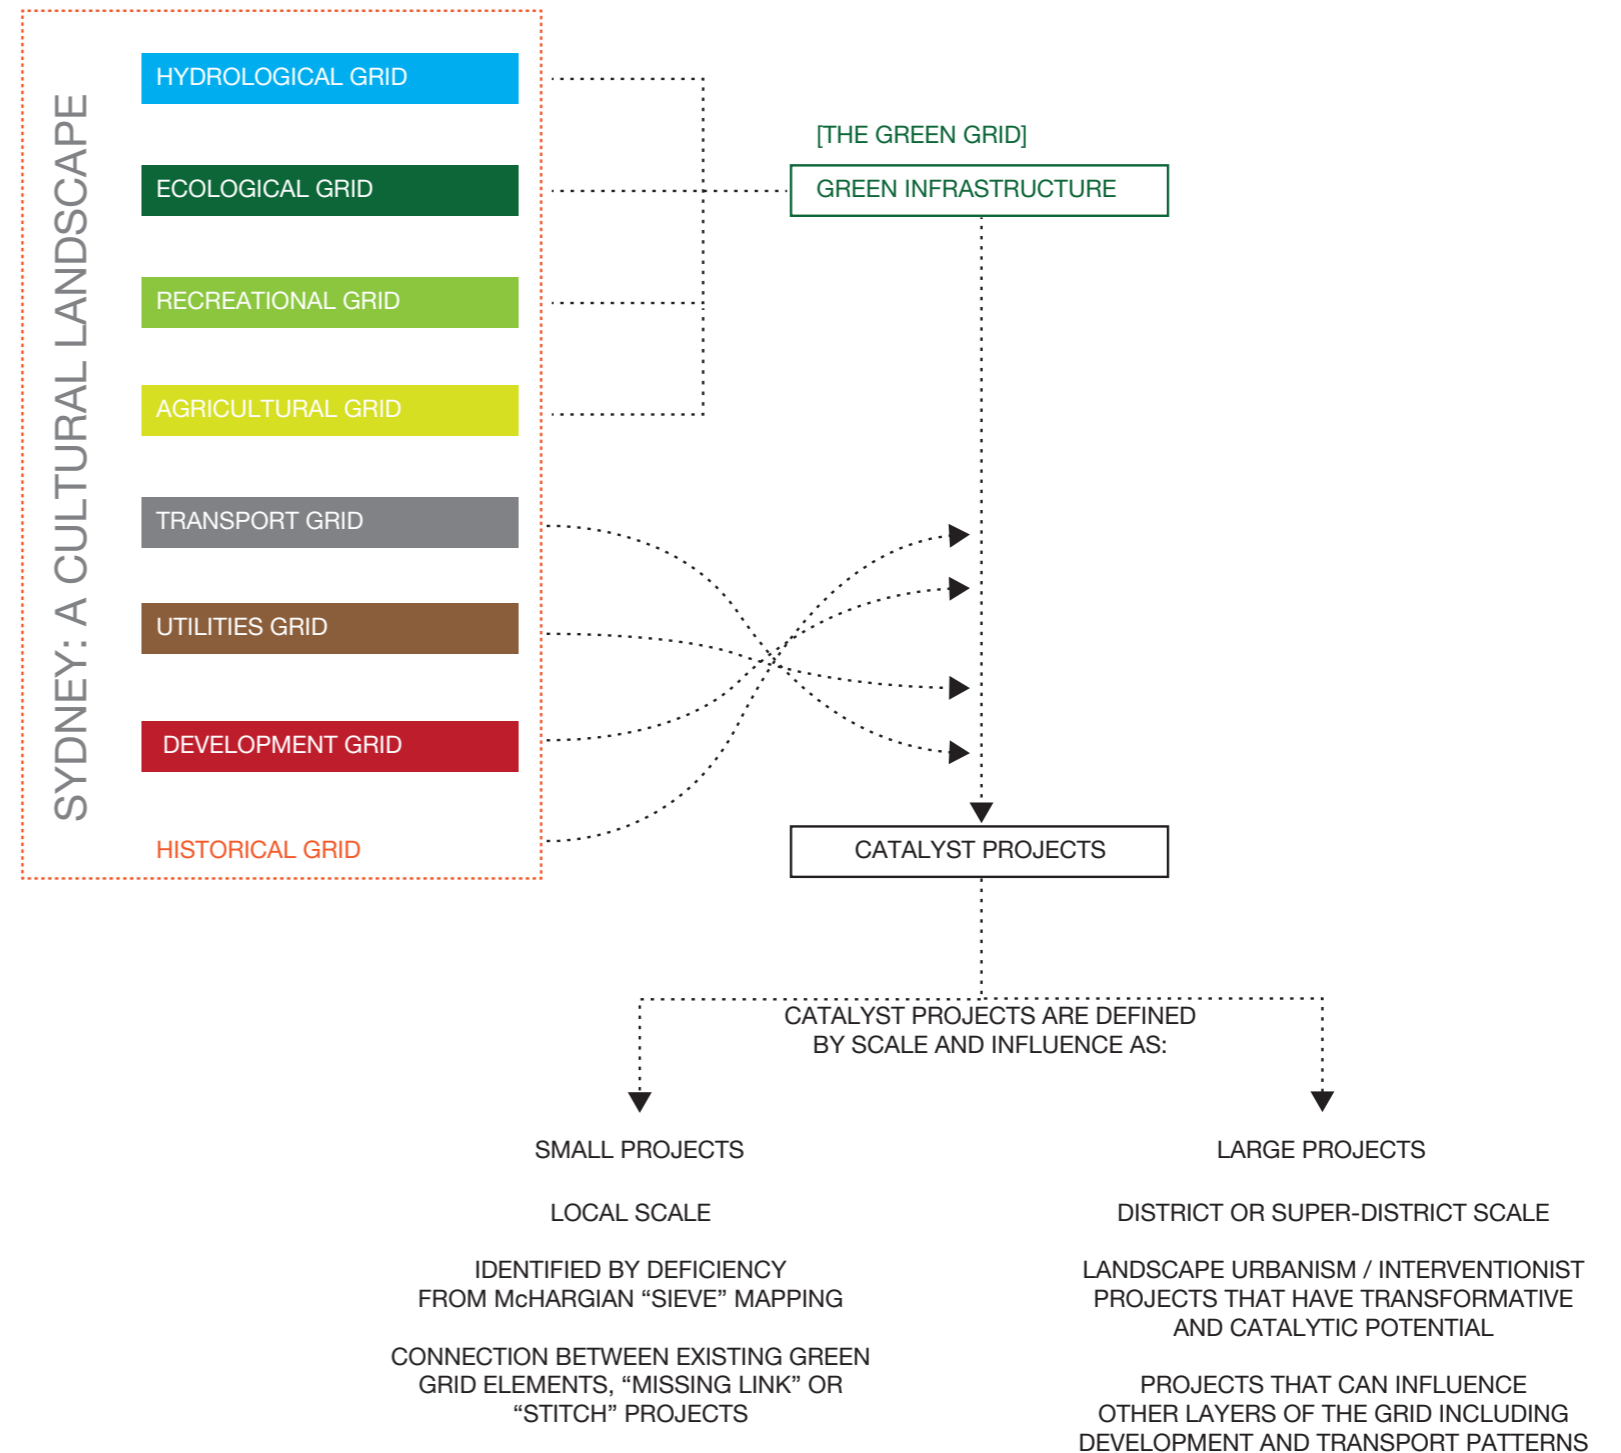 SYDNEY: A CULTURAL LANDSCAPE
HYDROLOGICAL GRID
ECOLOGICAL GRID
RECREATIONAL GRID
AGRICULTURAL GRID
TRANSPORT GRID
UTILITIES GRID
DEVELOPMENT GRID
HISTORICAL GRID
[THE GREEN GRID]
GREEN INFRASTRUCTURE
CATALYST PROJECTS
CATALYST PROJECTS ARE DEFINED
BY SCALE AND INFLUENCE AS:
SMALL PROJECTS
LOCAL SCALE
IDENTIFIED BY DEFICIENCY
FROM McHARGIAN “SIEVE” MAPPING
CONNECTION BETWEEN EXISTING GREEN
GRID ELEMENTS, “MISSING LINK” OR
“STITCH” PROJECTS
LARGE PROJECTS
DISTRICT OR SUPER-DISTRICT SCALE
LANDSCAPE URBANISM / INTERVENTIONIST
PROJECTS THAT HAVE TRANSFORMATIVE
AND CATALYTIC POTENTIAL
PROJECTS THAT CAN INFLUENCE
OTHER LAYERS OF THE GRID INCLUDING
DEVELOPMENT AND TRANSPORT PATTERNS